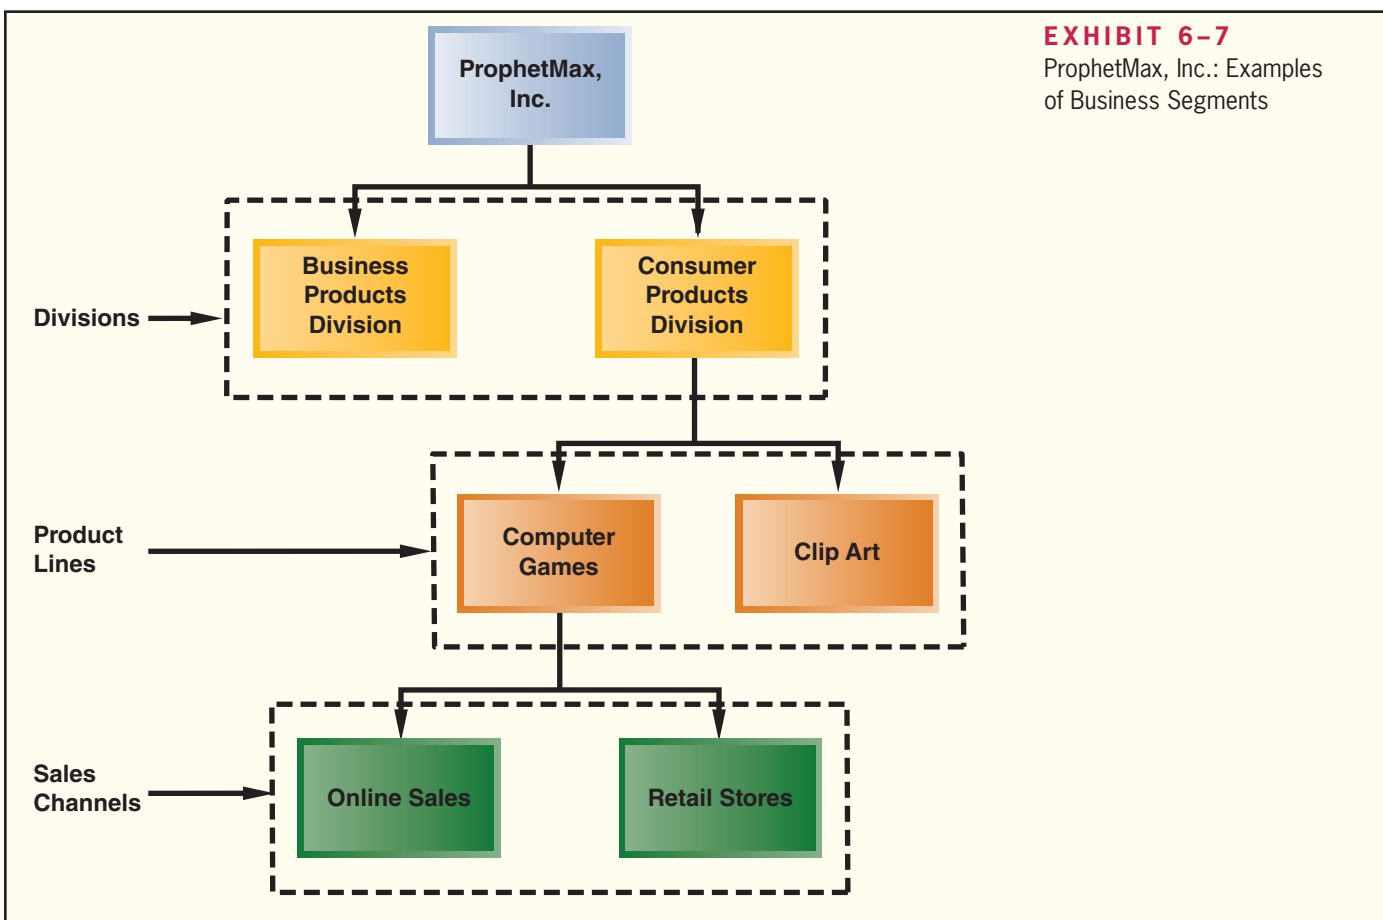 EXHIBIT 6–7
ProphetMax, Inc.: Examples
of Business Segments
ProphetMax,
Inc.
Divisions
Business
Products
Division
Consumer
Products
Division
Product
Lines
Computer
Games
Clip Art
Sales
Channels
Online Sales
Retail Stores